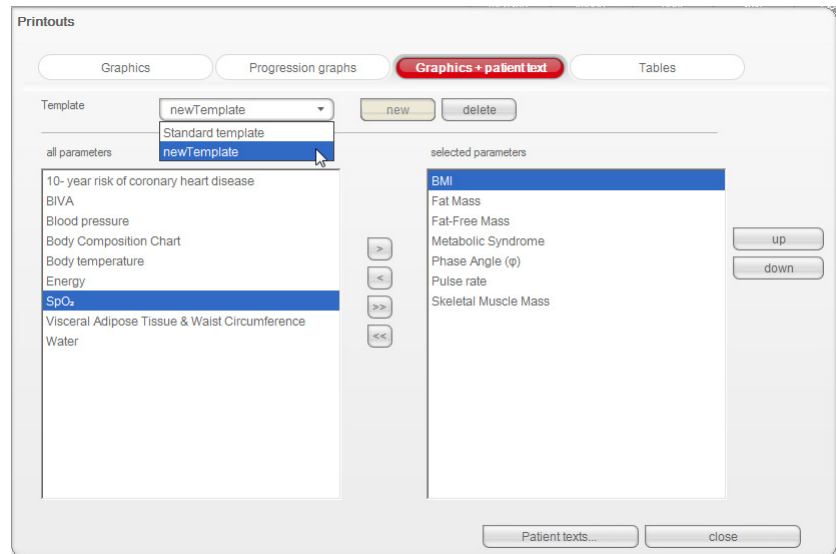 Printouts
Graphics
Progression graphs
Graphics + patient text
Tables
Template
newTemplate
new
delete
Standard template
newTemplate
all parameters
selected parameters
10- year risk of coronary heart disease
BIVA
Blood pressure
Body Composition Chart
Body temperature
Energy
SpO₂
Visceral Adipose Tissue & Waist Circumference
Water
>
<
>>
<<
BMI
Fat Mass
Fat-Free Mass
Metabolic Syndrome
Phase Angle (φ)
Pulse rate
Skeletal Muscle Mass
up
down
Patient texts...
close